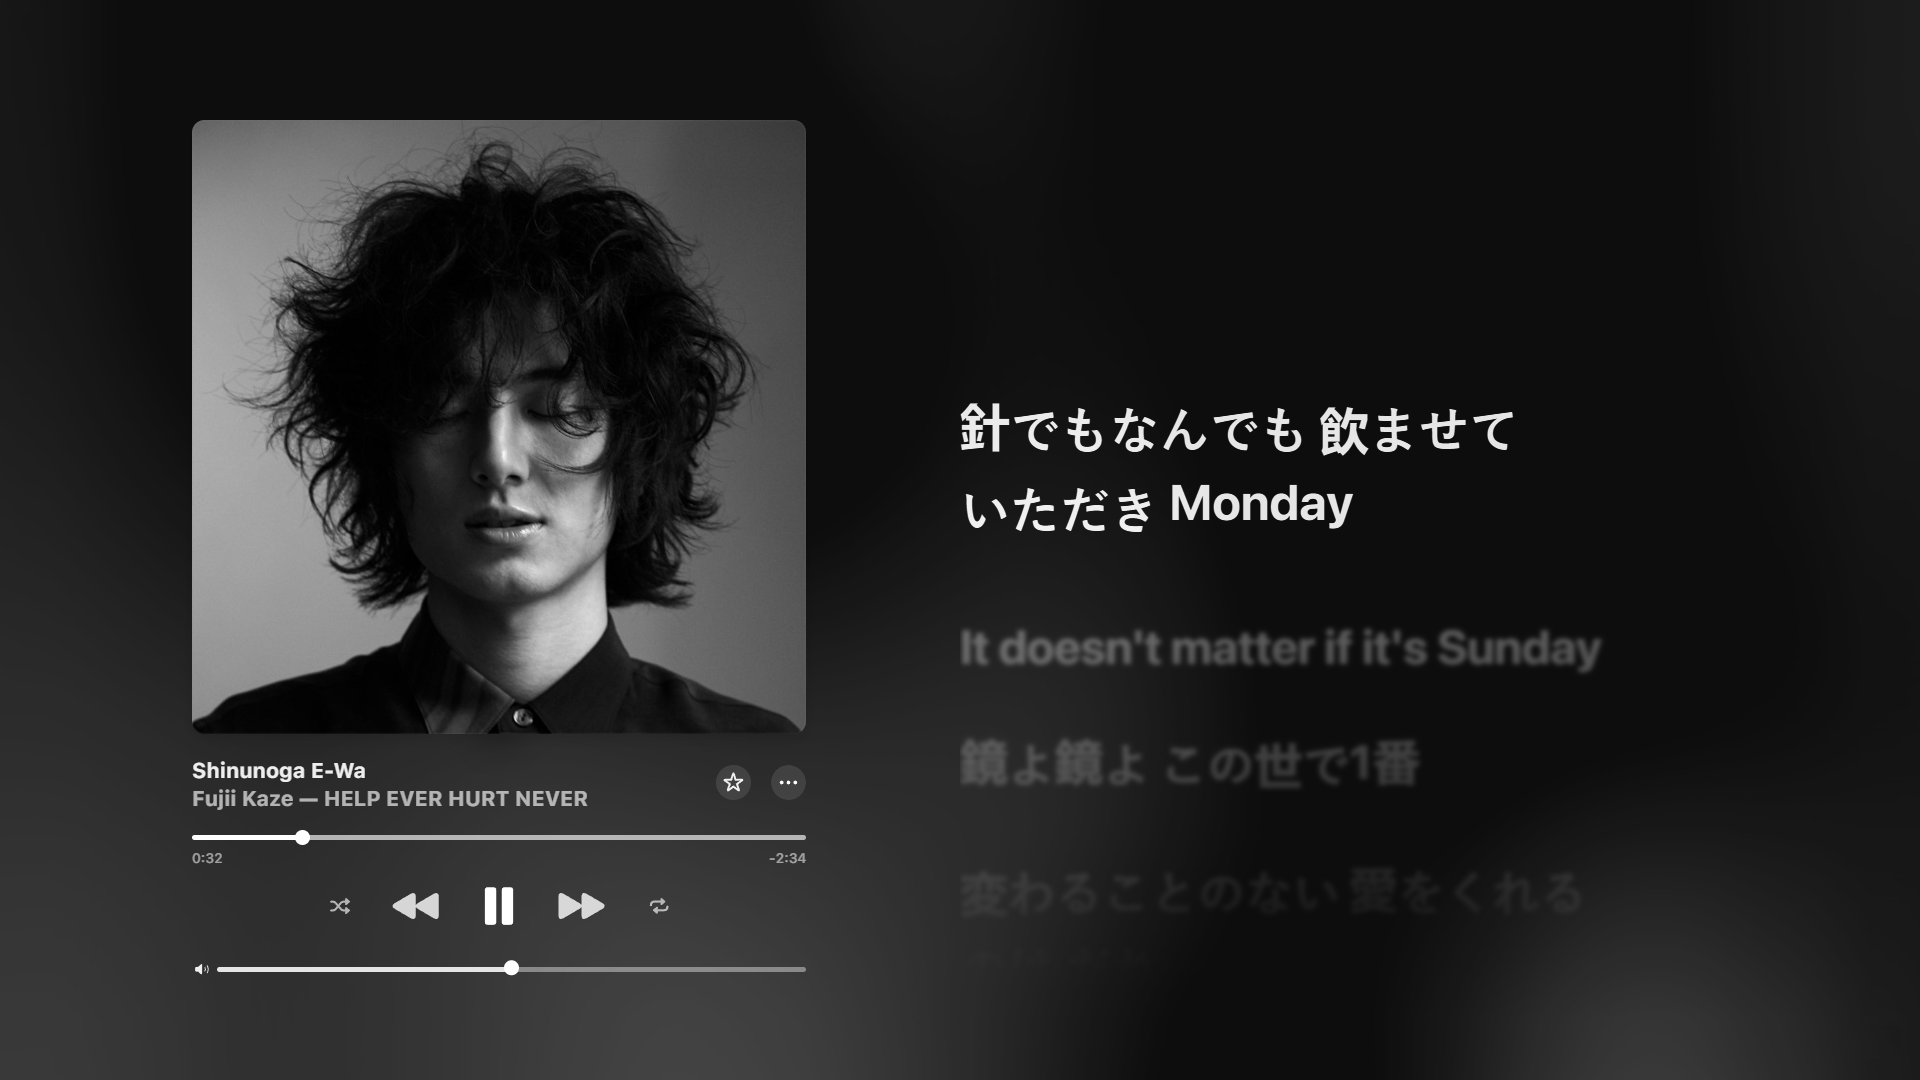 Shinunoga E-Wa
Fujii Kaze — HELP EVER HURT NEVER
0:32
-2:34
針でもなんでも 飲ませて
いただき Monday
It doesn't matter if it's Sunday
鏡よ鏡よ この世で1番
変わることのない 愛をくれる